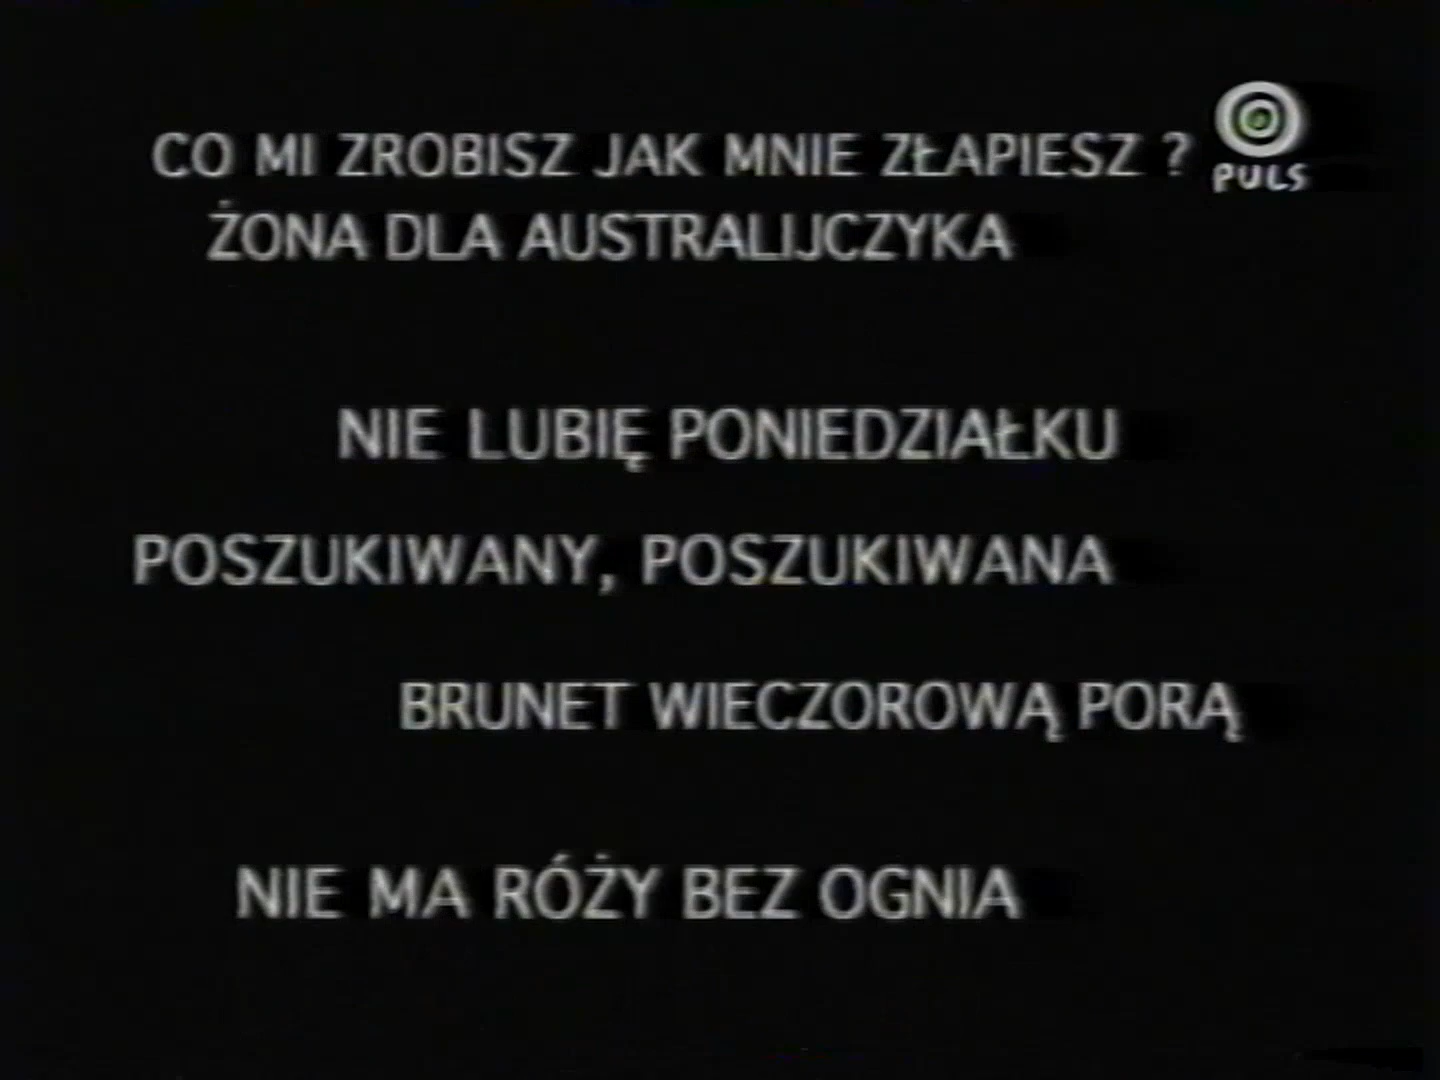 CO MI ZROBISZ JAK MNIE ZŁAPIESZ ?
PULS
ŻONA DLA AUSTRALIJCZYKA
NIE LUBIĘ PONIEDZIAŁKU
POSZUKIWANY, POSZUKIWANA
BRUNET WIECZOROWĄ PORĄ
NIE MA RÓŻY BEZ OGNIA